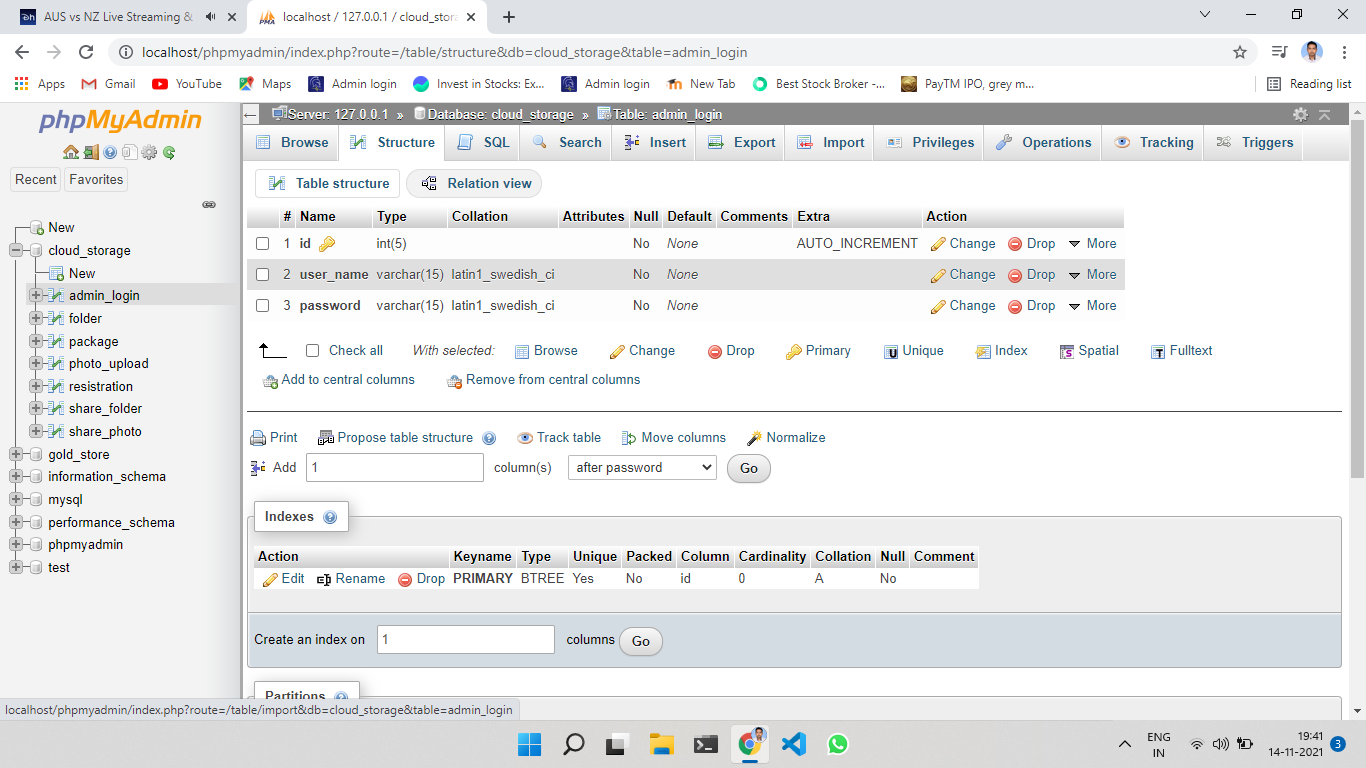 AUS vs NZ Live Streaming &
localhost / 127.0.0.1 / cloud_stora
localhost/phpmyadmin/index.php?route=/table/structure&db=cloud_storage&table=admin_login
Apps Gmail YouTube Maps Admin login Invest in Stocks: Ex... Admin login New Tab Best Stock Broker -... PayTM IPO, grey m... Reading list
phpMyAdmin
Recent Favorites
New
cloud_storage
New
admin_login
folder
package
photo_upload
resistration
share_folder
share_photo
gold_store
information_schema
mysql
performance_schema
phpmyadmin
test
Server: 127.0.0.1 » Database: cloud_storage » Table: admin_login
Browse Structure SQL Search Insert Export Import Privileges Operations Tracking Triggers
Table structure Relation view
# Name Type Collation Attributes Null Default Comments Extra Action
1 id int(5) No None AUTO_INCREMENT Change Drop More
2 user_name varchar(15) latin1_swedish_ci No None Change Drop More
3 password varchar(15) latin1_swedish_ci No None Change Drop More
Check all With selected: Browse Change Drop Primary Unique Index Spatial Fulltext
Add to central columns Remove from central columns
Print Propose table structure Track table Move columns Normalize
Add 1 column(s) after password Go
Indexes
Action Keyname Type Unique Packed Column Cardinality Collation Null Comment
Edit Rename Drop PRIMARY BTREE Yes No id 0 A No
Create an index on 1 columns Go
Partitions
localhost/phpmyadmin/index.php?route=/table/import&db=cloud_storage&table=admin_login
ENG
IN
19:41
14-11-2021
3